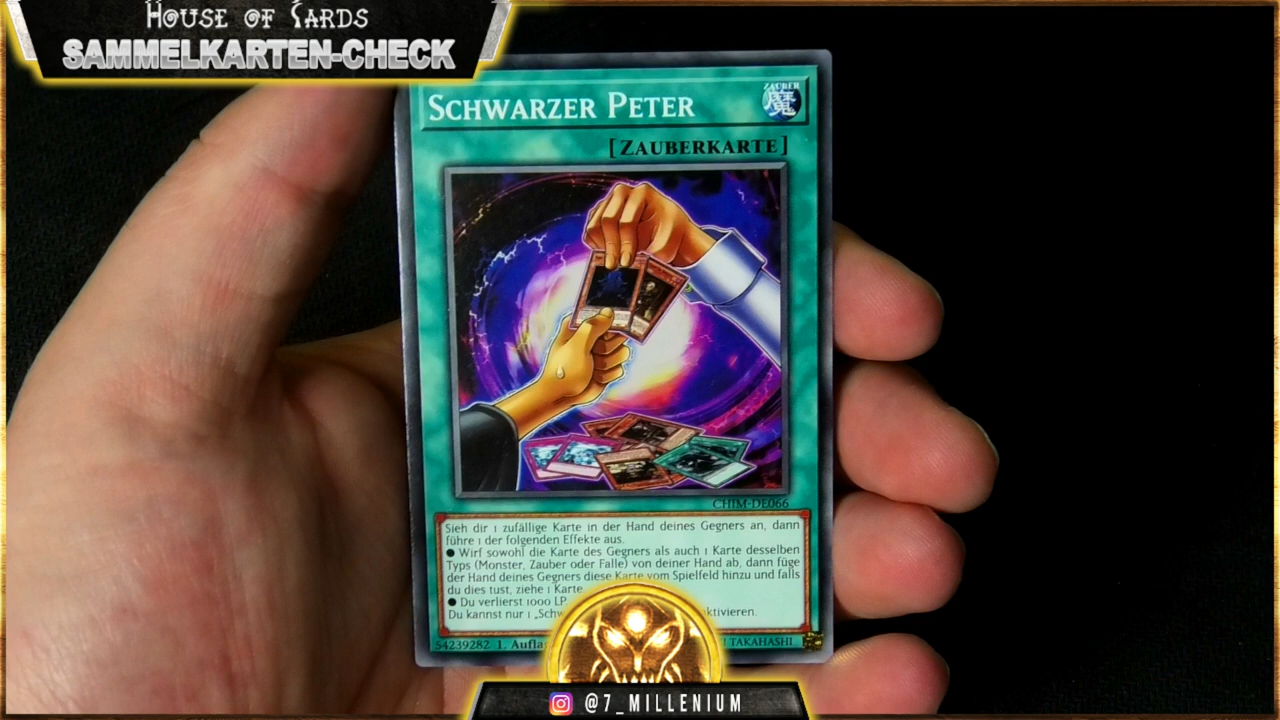 House of Cards
SAMMELKARTEN-CHECK
Schwarzer Peter
ZAUBER
魔
[Zauberkarte]
CHIM-DE066
Sieh dir 1 zufällige Karte in der Hand deines Gegners an, dann
führe 1 der folgenden Effekte aus.
● Wirf sowohl die Karte des Gegners als auch 1 Karte desselben
Typs (Monster, Zauber oder Falle) von deiner Hand ab, dann füge
der Hand deines Gegners diese Karte vom Spielfeld hinzu und falls
du dies tust, ziehe 1 Karte.
● Du verlierst 1000 LP.
Du kannst nur 1 „Schw aktivieren.
54239282 1. Aufla TAKAHASHI
@7_MILLENIUM